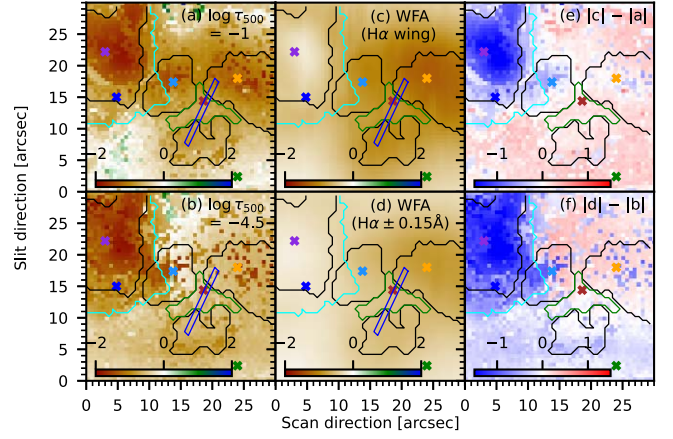 (a) log τ500
= −1
(c) WFA
(Hα wing)
(e) |c| − |a|
30
25
20
15
10
5
0
−2 0 2
−2 0 2
−1 0 1
(b) log τ500
= −4.5
(d) WFA
(Hα ± 0.15Å)
(f) |d| − |b|
30
25
20
15
10
5
0
−2 0 2
−2 0 2
−1 0 1
0 5 10 15 20 25
0 5 10 15 20 25
0 5 10 15 20 25
Scan direction [arcsec]
Slit direction [arcsec]